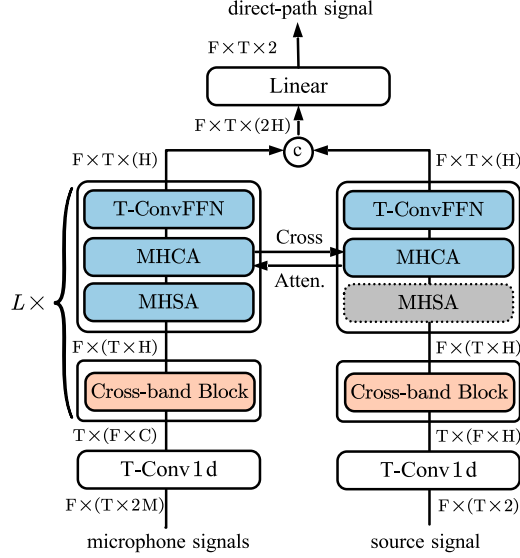 direct-path signal
F×T×2
Linear
F×T×(2H)
F×T×(H)
c
F×T×(H)
T-ConvFFN
T-ConvFFN
MHCA
Cross
MHCA
Atten.
L×
MHSA
MHSA
F×(T×H)
F×(T×H)
Cross-band Block
Cross-band Block
T×(F×C)
T×(F×H)
T-Conv1d
T-Conv1d
F×(T×2M)
F×(T×2)
microphone signals
source signal